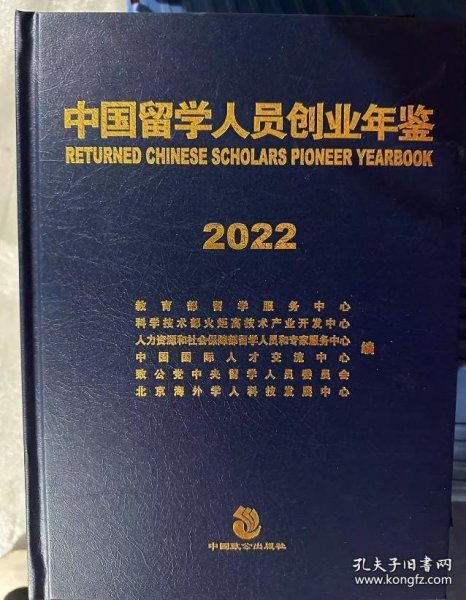 中国留学人员创业年鉴
RETURNED CHINESE SCHOLARS PIONEER YEARBOOK
2022
教育部留学服务中心
科学技术部火炬高技术产业开发中心
人力资源和社会保障部留学人员和专家服务中心
中国国际人才交流中心
致公党中央留学人员委员会
北京海外学人科技发展中心
编
中国致公出版社
孔夫子旧书网
www.kongfz.com